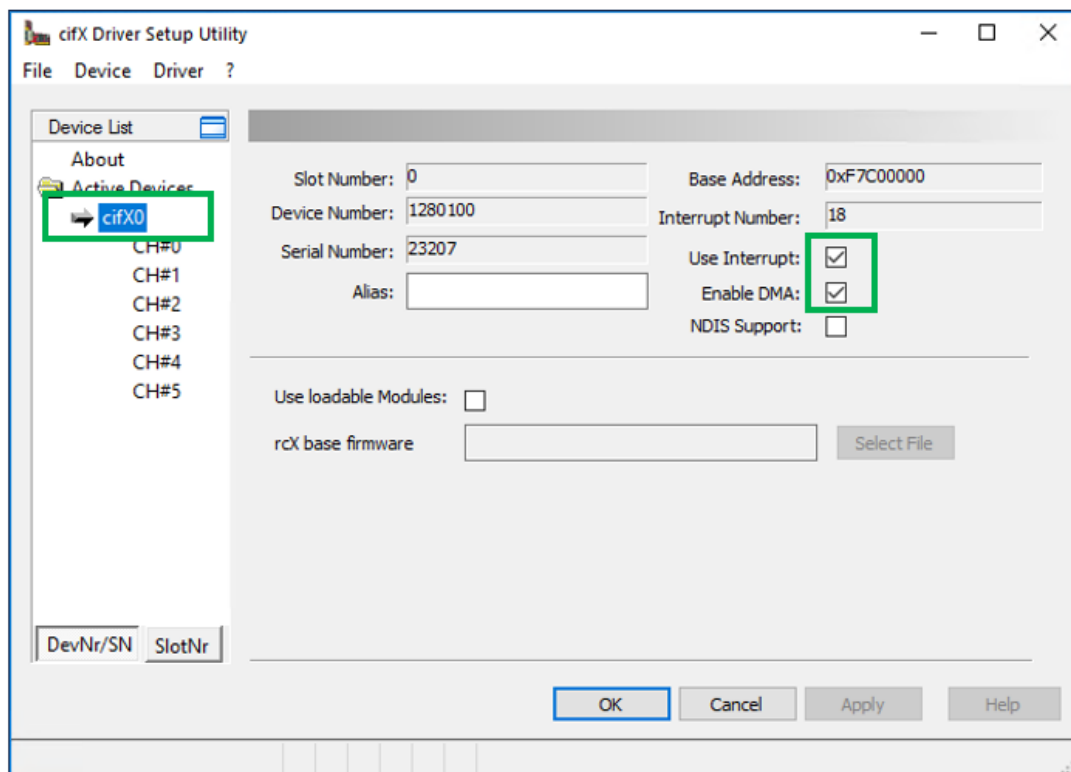 cifX Driver Setup Utility
File Device Driver ?
Device List
About
Active Devices
cifX0
CH#0
CH#1
CH#2
CH#3
CH#4
CH#5
DevNr/SN SlotNr
Slot Number: 0
Device Number: 1280100
Serial Number: 23207
Alias:
Base Address: 0xF7C00000
Interrupt Number: 18
Use Interrupt:
Enable DMA:
NDIS Support:
Use loadable Modules:
rcX base firmware Select File
OK Cancel Apply Help